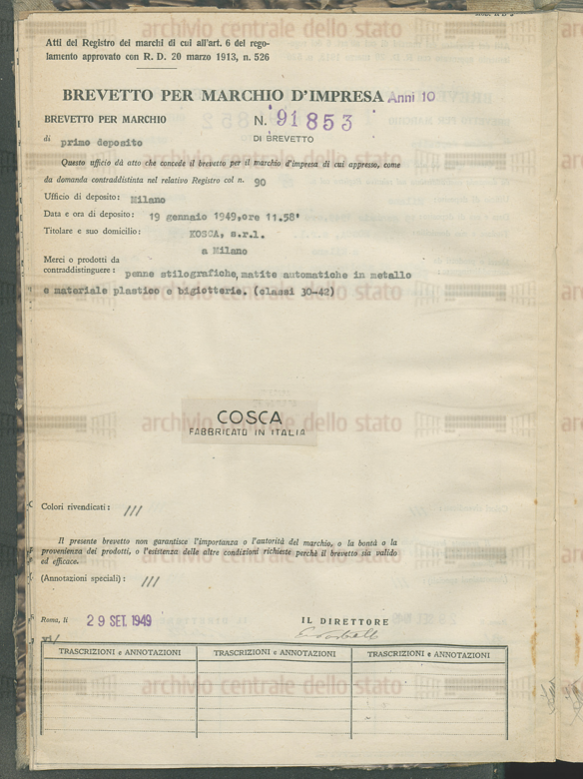 Atti del Registro dei marchi di cui all'art. 6 del rego-
lamento approvato con R. D. 20 marzo 1913, n. 526
BREVETTO PER MARCHIO D'IMPRESA Anni 10
BREVETTO PER MARCHIO N. 91853
di primo deposito DI BREVETTO
Questo ufficio dà atto che concede il brevetto per il marchio d'impresa di cui appresso, come
da domanda contraddistinta nel relativo Registro col n. 90
Ufficio di deposito: Milano
Data e ora di deposito: 19 gennaio 1949,ore 11.58'
Titolare e suo domicilio: KOSCA, s.r.l.
a Milano
Merci o prodotti da
contraddistinguere: penne stilografiche,matite automatiche in metallo
e materiale plastico e bigiotterie. (classi 30-42)
COSCA
FABBRICATO IN ITALIA
archivio centrale dello stato
Colori rivendicati: ///
Il presente brevetto non garantisce l'importanza o l'autorità del marchio, o la bontà o la
provenienza dei prodotti, o l'esistenza delle altre condizioni richieste perchè il brevetto sia valido
ed efficace.
(Annotazioni speciali): ///
Roma, li 29 SET. 1949 IL DIRETTORE
TRASCRIZIONI e ANNOTAZIONI TRASCRIZIONI e ANNOTAZIONI TRASCRIZIONI e ANNOTAZIONI